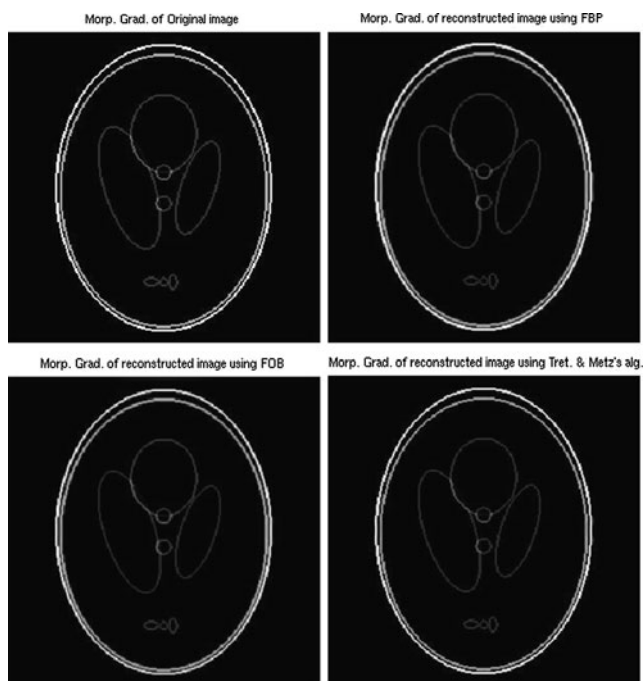 Morp. Grad. of Original image
Morp. Grad. of reconstructed image using FBP
Morp. Grad. of reconstructed image using FOB
Morp. Grad. of reconstructed image using Tret. & Metz's alg.